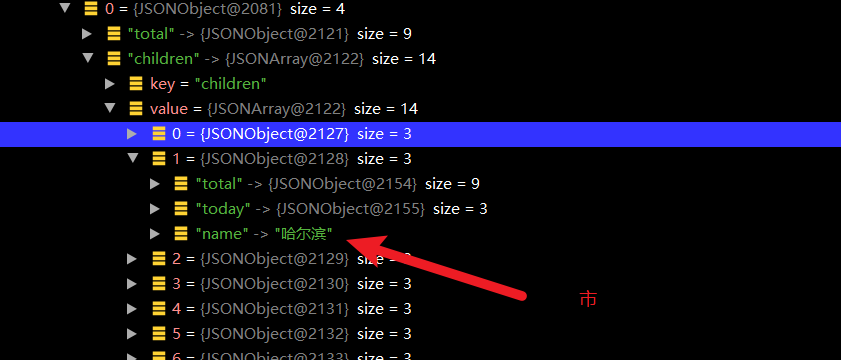 0 = {JSONObject@2081} size = 4
"total" -> {JSONObject@2121} size = 9
"children" -> {JSONArray@2122} size = 14
key = "children"
value = {JSONArray@2122} size = 14
0 = {JSONObject@2127} size = 3
1 = {JSONObject@2128} size = 3
"total" -> {JSONObject@2154} size = 9
"today" -> {JSONObject@2155} size = 3
"name" -> "哈尔滨"
2 = {JSONObject@2129} size = 3
3 = {JSONObject@2130} size = 3
市
4 = {JSONObject@2131} size = 3
5 = {JSONObject@2132} size = 3
6 = {JSONObject@2133} size = 3